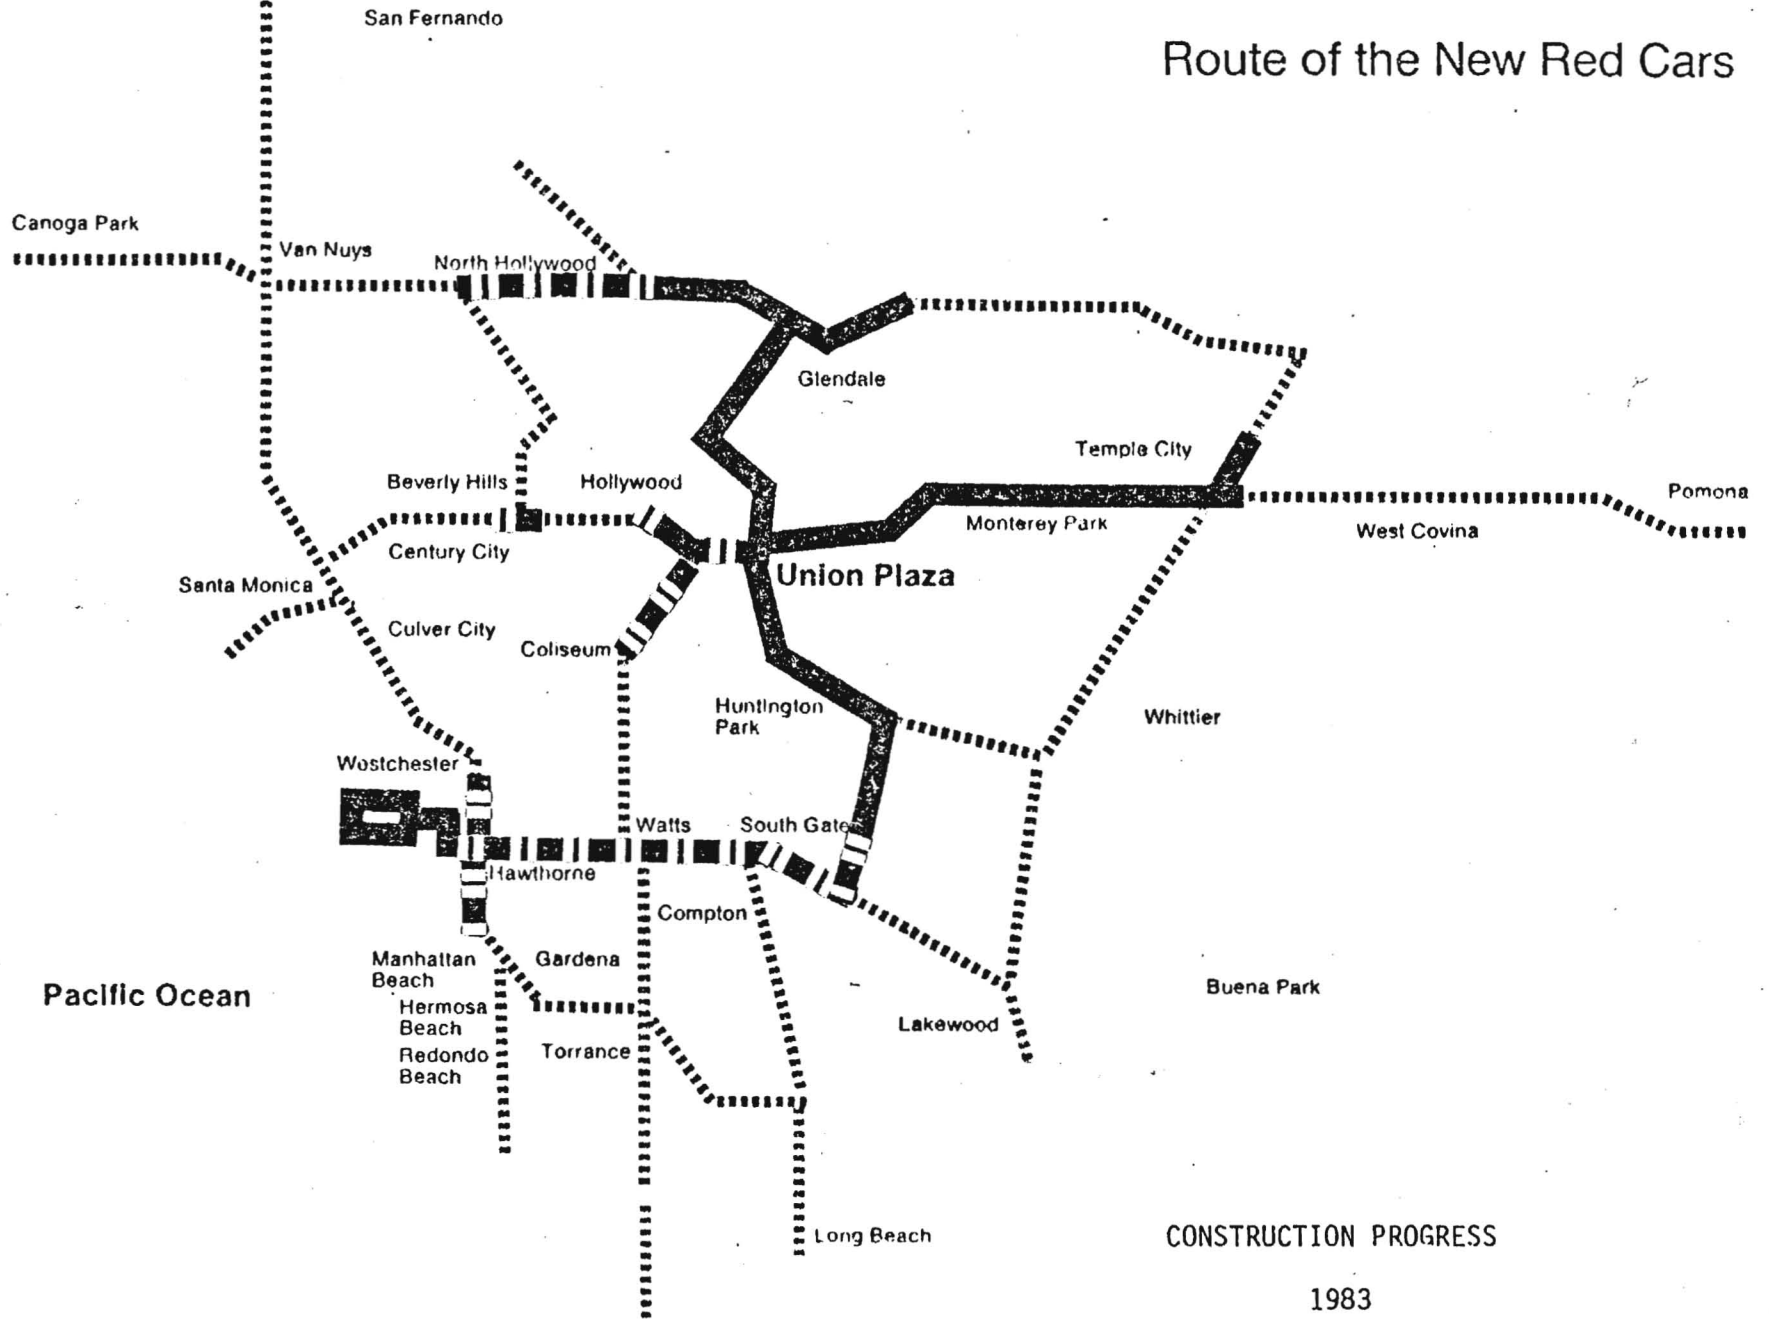 San Fernando
Route of the New Red Cars
Canoga Park
Van Nuys
North Hollywood
Glendale
Temple City
Beverly Hills
Hollywood
Pomona
Monterey Park
West Covina
Century City
Union Plaza
Santa Monica
Culver City
Coliseum
Huntington
Park
Whittier
Westchester
Watts
South Gate
Hawthorne
Compton
Manhattan
Beach
Gardena
Pacific Ocean
Hermosa
Beach
Buena Park
Lakewood
Redondo
Beach
Torrance
Long Beach
CONSTRUCTION PROGRESS
1983